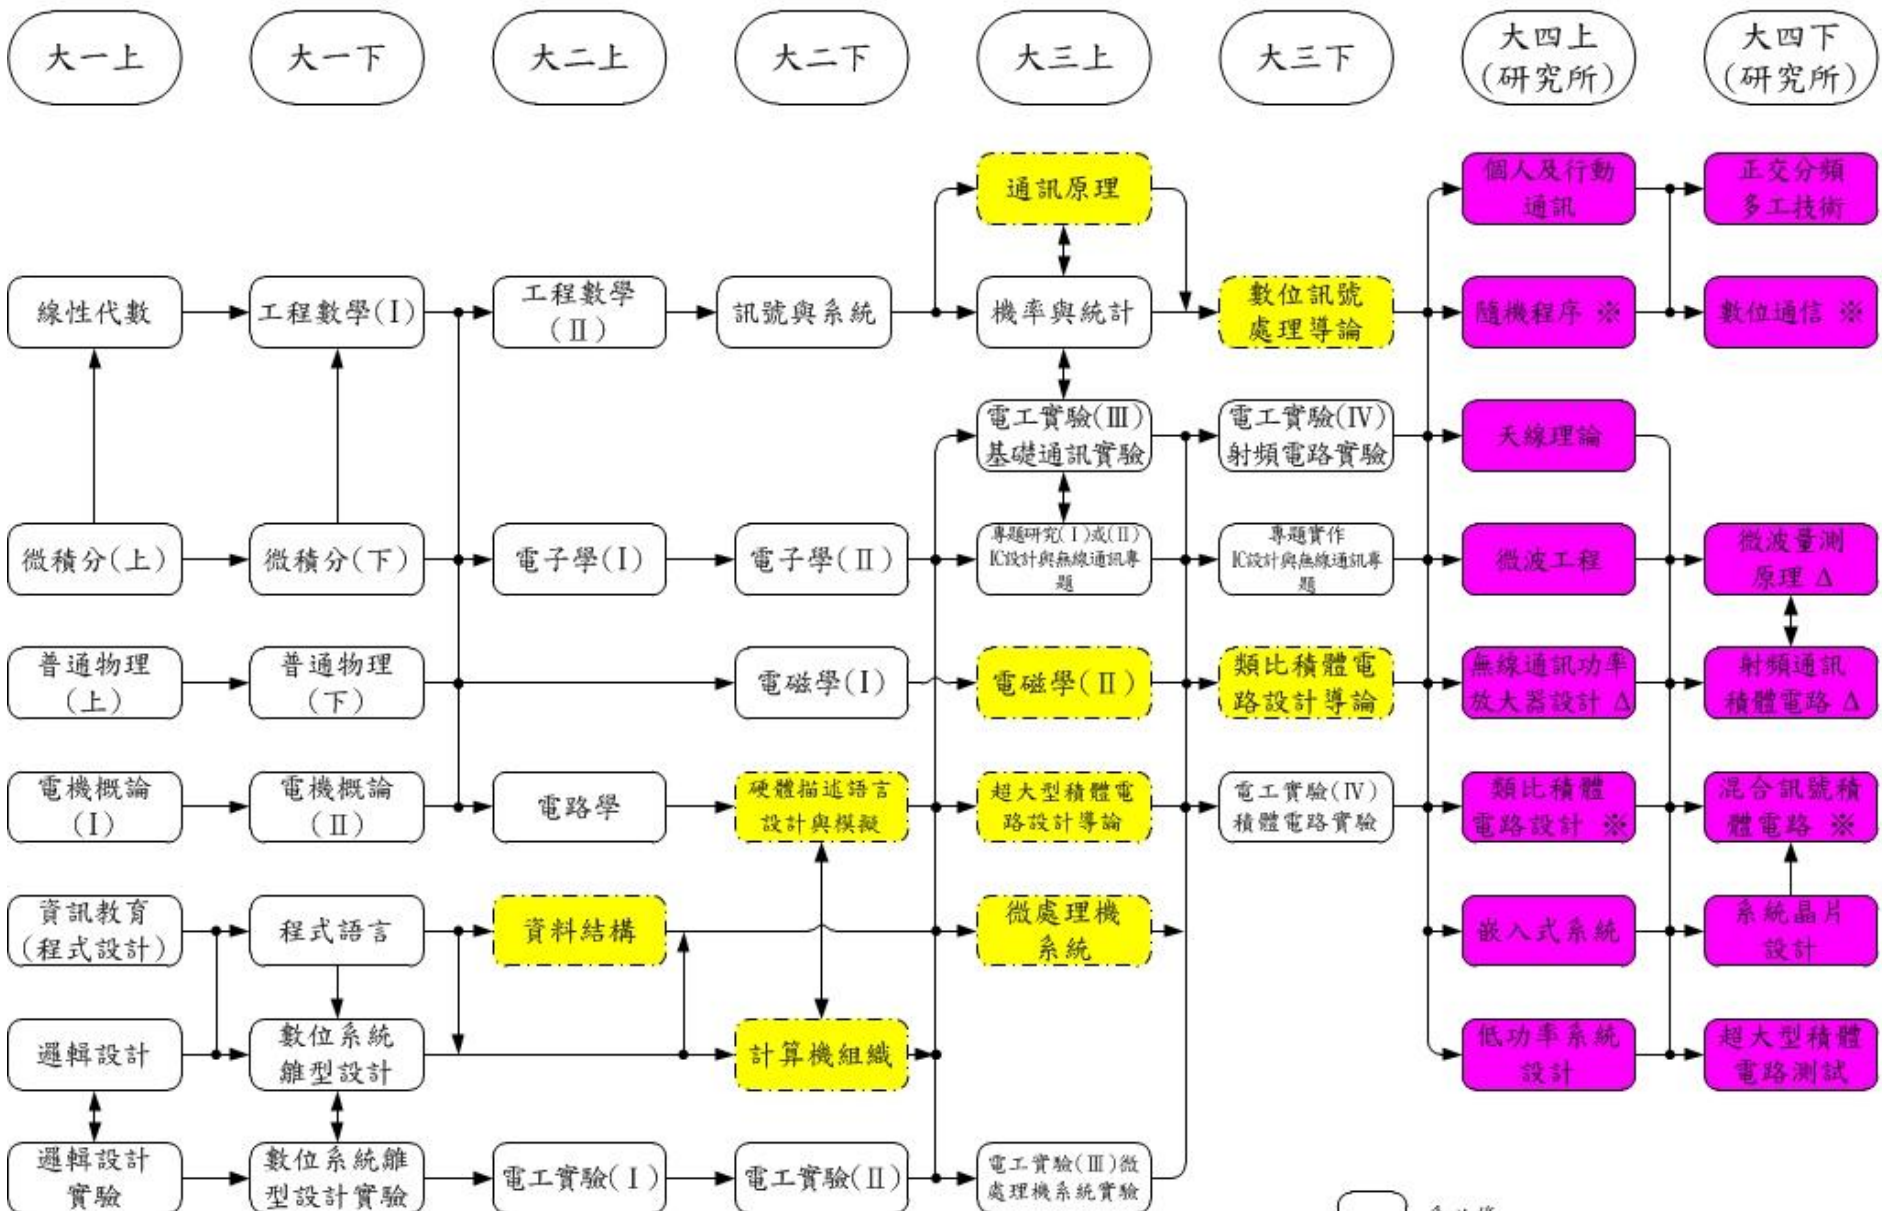 大一上
大一下
大二上
大二下
大三上
大三下
大四上
(研究所)
大四下
(研究所)
通訊原理
個人及行動
通訊
正交分頻
多工技術
線性代數
工程數學(Ⅰ)
工程數學
(Ⅱ)
訊號與系統
機率與統計
數位訊號
處理導論
隨機程序 ※
數位通信 ※
電工實驗(Ⅲ)
基礎通訊實驗
電工實驗(Ⅳ)
射頻電路實驗
天線理論
微積分(上)
微積分(下)
電子學(Ⅰ)
電子學(Ⅱ)
專題研究(Ⅰ)或(Ⅱ)
IC設計與無線通訊專
題
專題實作
IC設計與無線通訊專
題
微波工程
微波量測
原理 Δ
普通物理
(上)
普通物理
(下)
電磁學(Ⅰ)
電磁學(Ⅱ)
類比積體電
路設計導論
無線通訊功率
放大器設計 Δ
射頻通訊
積體電路 Δ
電機概論
(Ⅰ)
電機概論
(Ⅱ)
電路學
硬體描述語言
設計與模擬
超大型積體電
路設計導論
電工實驗(Ⅳ)
積體電路實驗
類比積體
電路設計 ※
混合訊號積
體電路 ※
資訊教育
(程式設計)
程式語言
資料結構
微處理機
系統
嵌入式系統
系統晶片
設計
邏輯設計
數位系統
雛型設計
計算機組織
低功率系統
設計
超大型積體
電路測試
邏輯設計
實驗
數位系統雛
型設計實驗
電工實驗(Ⅰ)
電工實驗(Ⅱ)
電工實驗(Ⅲ)微
處理機系統實驗